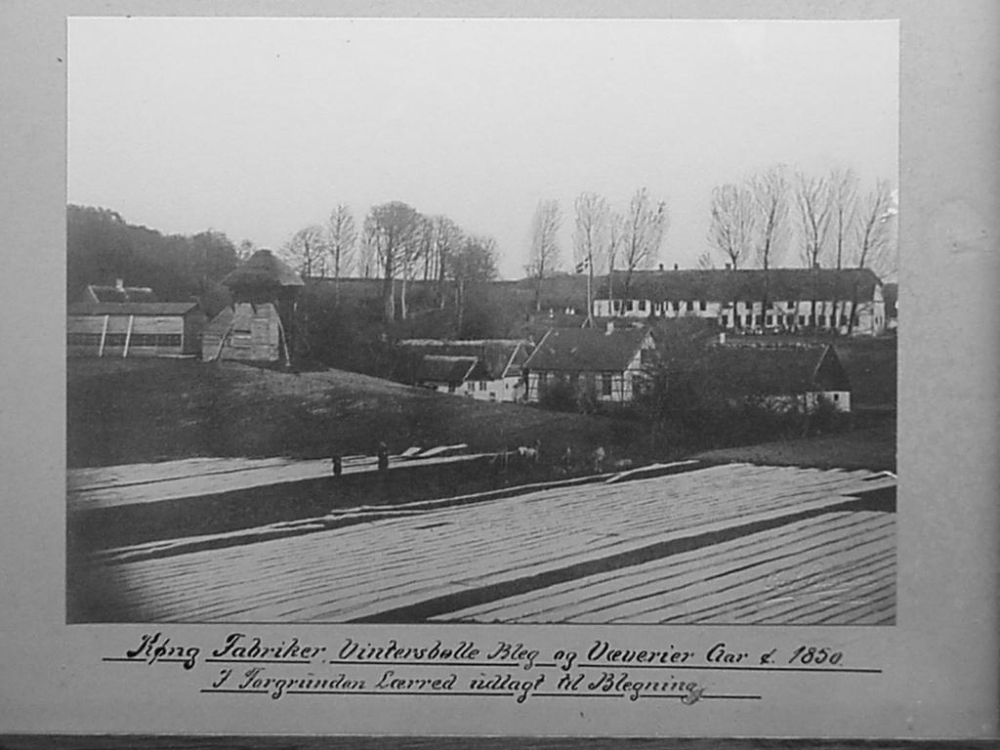 Køng Fabriker. Vintersbølle Bleg og Væverier Aar c. 1850.
I Forgrunden Lærred udlagt til Blegning